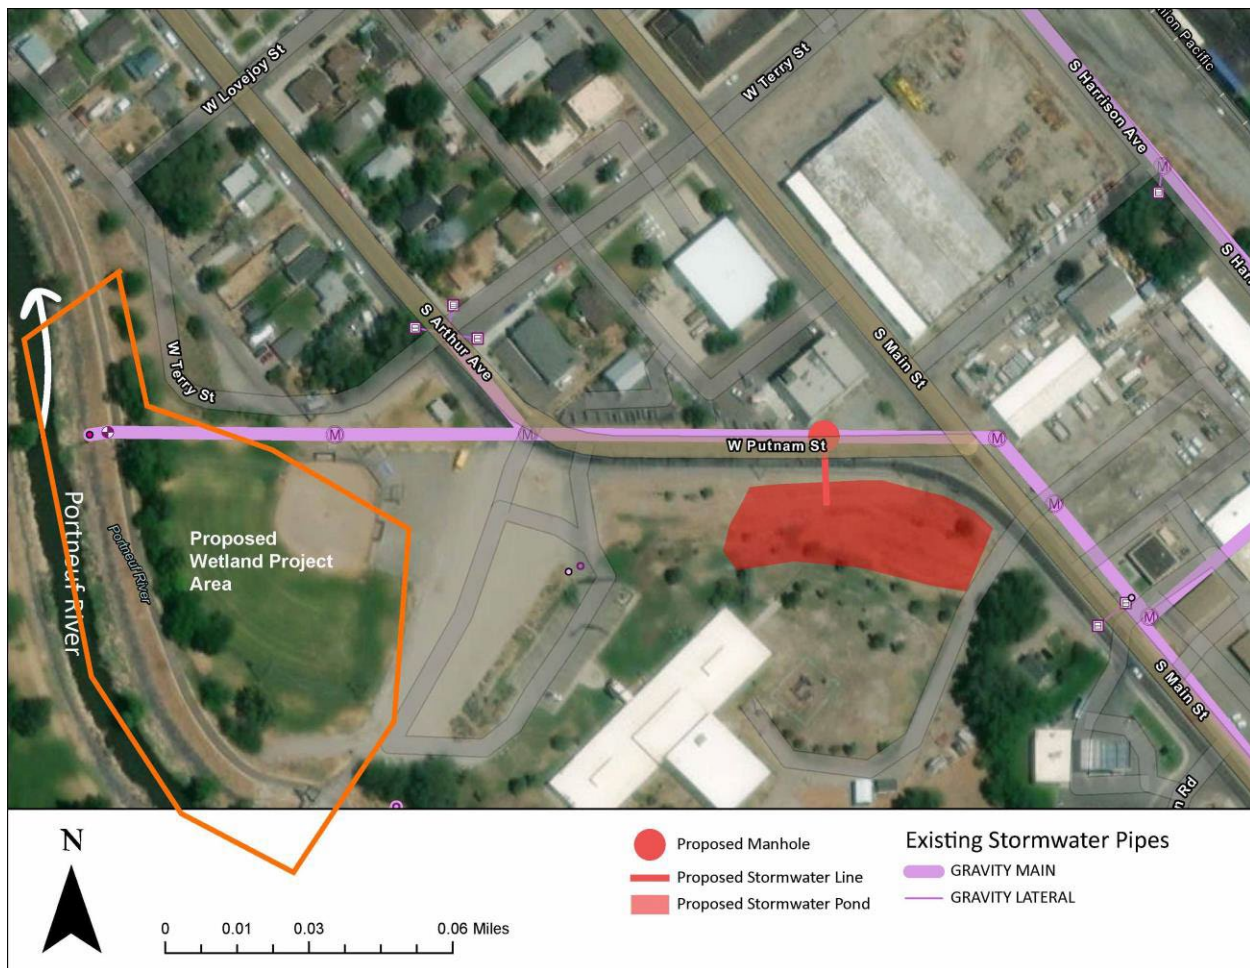 Union Pacific
W Lovejoy St
W Terry St
S Harrison Ave
M
S Har
S Arthur Ave
S Main St
W Terry St
M
M
M
W Putnam St
M
Portneuf River
Portneuf River
Proposed
Wetland Project
Area
M
S Main St
n Rd
N
0 0.01 0.03 0.06 Miles
Proposed Manhole
Proposed Stormwater Line
Proposed Stormwater Pond
Existing Stormwater Pipes
GRAVITY MAIN
GRAVITY LATERAL